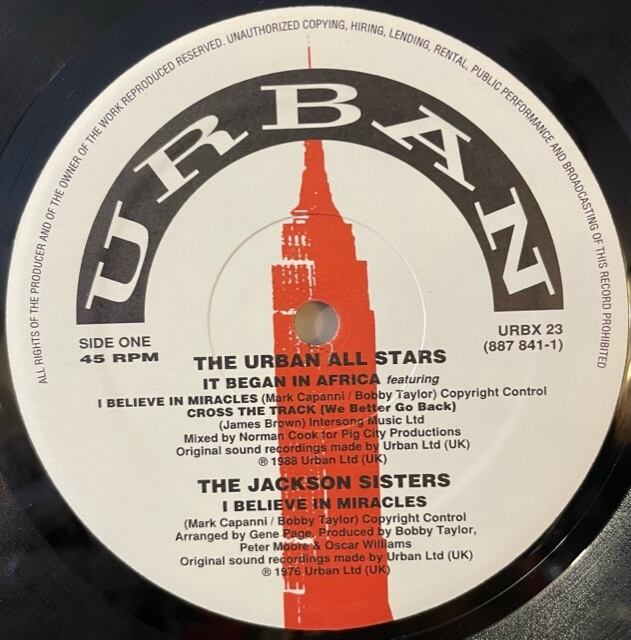 ALL RIGHTS OF THE PRODUCER AND OF THE OWNER OF THE WORK REPRODUCED RESERVED. UNAUTHORIZED COPYING, HIRING, LENDING, RENTAL, PUBLIC PERFORMANCE AND BROADCASTING OF THIS RECORD PROHIBITED
URBAN
SIDE ONE
45 RPM
URBX 23
(887 841-1)
THE URBAN ALL STARS
IT BEGAN IN AFRICA featuring
I BELIEVE IN MIRACLES (Mark Capanni / Bobby Taylor) Copyright Control
CROSS THE TRACK (We Better Go Back)
(James Brown) Intersong Music Ltd
Mixed by Norman Cook for Pig City Productions
Original sound recordings made by Urban Ltd (UK)
℗ 1988 Urban Ltd (UK)
THE JACKSON SISTERS
I BELIEVE IN MIRACLES
(Mark Capanni / Bobby Taylor) Copyright Control
Arranged by Gene Page, Produced by Bobby Taylor,
Peter Moore & Oscar Williams
Original sound recordings made by Urban Ltd (UK)
℗ 1976 Urban Ltd (UK)